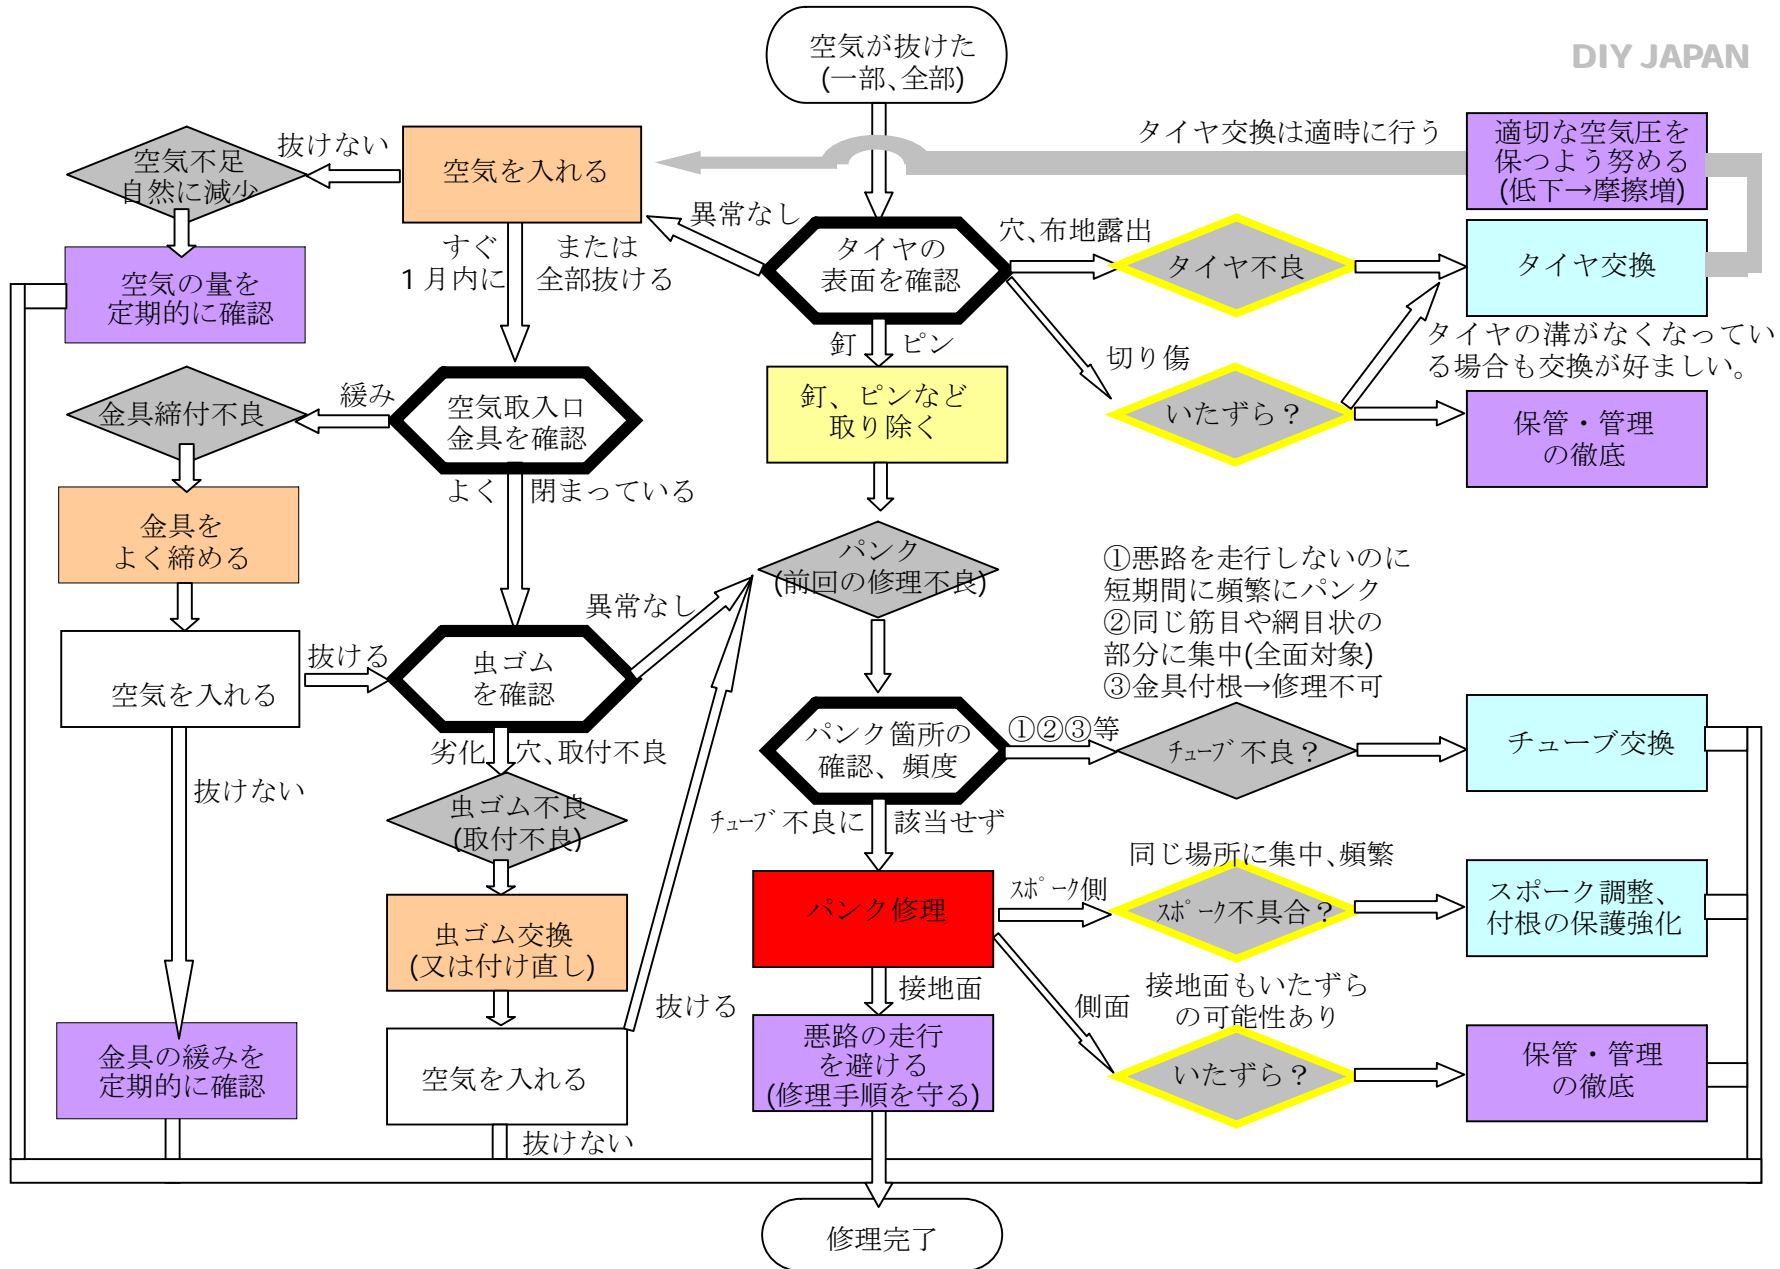 空気が抜けた
(一部、全部)
DIY JAPAN
タイヤ交換は適時に行う
適切な空気圧を
保つよう努める
(低下→摩擦増)
空気を入れる
抜けない
空気不足
自然に減少
空気の量を
定期的に確認
異常なし
タイヤの
表面を確認
穴、布地露出
タイヤ不良
タイヤ交換
すぐ または
1月内に 全部抜ける
釘 ピン
切り傷
いたずら？
タイヤの溝がなくなってい
る場合も交換が好ましい。
保管・管理
の徹底
釘、ピンなど
取り除く
空気取入口
金具を確認
緩み
金具締付不良
金具を
よく締める
よく 閉まっている
空気を入れる
抜ける
抜けない
金具の緩みを
定期的に確認
虫ゴム
を確認
異常なし
劣化 穴、取付不良
虫ゴム不良
(取付不良)
虫ゴム交換
(又は付け直し)
空気を入れる
抜ける
抜けない
パンク
(前回の修理不良)
パンク箇所の
確認、頻度
①悪路を走行しないのに
短期間に頻繁にパンク
②同じ筋目や網目状の
部分に集中(全面対象)
③金具付根→修理不可
①②③等
ﾁｭｰﾌﾞ不良？
チューブ交換
ﾁｭｰﾌﾞ不良に 該当せず
パンク修理
ｽﾎﾟｰｸ側
同じ場所に集中、頻繁
ｽﾎﾟｰｸ不具合？
スポーク調整、
付根の保護強化
接地面
側面
接地面もいたずら
の可能性あり
いたずら？
保管・管理
の徹底
悪路の走行
を避ける
(修理手順を守る)
修理完了